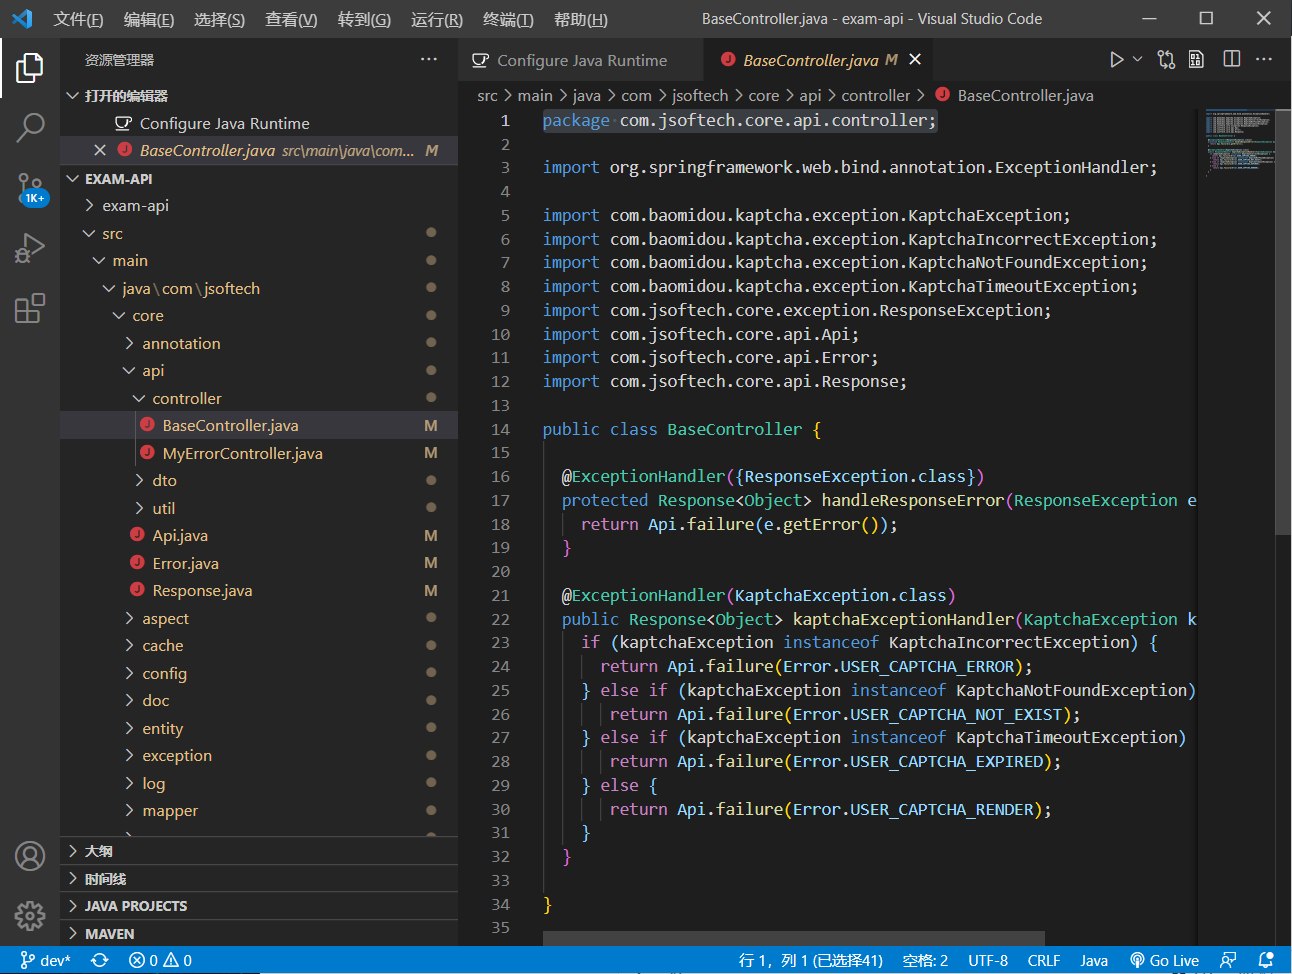 文件(F) 编辑(E) 选择(S) 查看(V) 转到(G) 运行(R) 终端(T) 帮助(H) BaseController.java - exam-api - Visual Studio Code
资源管理器
打开的编辑器
Configure Java Runtime
BaseController.java src\main\java\com... M
EXAM-API
exam-api
src
main
java\com\jsoftech
core
annotation
api
controller
BaseController.java M
MyErrorController.java M
dto
util
Api.java M
Error.java M
Response.java M
aspect
cache
config
doc
entity
exception
log
mapper
大纲
时间线
JAVA PROJECTS
MAVEN
1K+
Configure Java Runtime BaseController.java M
src > main > java > com > jsoftech > core > api > controller > BaseController.java
1 package com.jsoftech.core.api.controller;
2
3 import org.springframework.web.bind.annotation.ExceptionHandler;
4
5 import com.baomidou.kaptcha.exception.KaptchaException;
6 import com.baomidou.kaptcha.exception.KaptchaIncorrectException;
7 import com.baomidou.kaptcha.exception.KaptchaNotFoundException;
8 import com.baomidou.kaptcha.exception.KaptchaTimeoutException;
9 import com.jsoftech.core.exception.ResponseException;
10 import com.jsoftech.core.api.Api;
11 import com.jsoftech.core.api.Error;
12 import com.jsoftech.core.api.Response;
13
14 public class BaseController {
15
16 @ExceptionHandler({ResponseException.class})
17 protected Response<Object> handleResponseError(ResponseException e
18 return Api.failure(e.getError());
19 }
20
21 @ExceptionHandler(KaptchaException.class)
22 public Response<Object> kaptchaExceptionHandler(KaptchaException k
23 if (kaptchaException instanceof KaptchaIncorrectException) {
24 return Api.failure(Error.USER_CAPTCHA_ERROR);
25 } else if (kaptchaException instanceof KaptchaNotFoundException)
26 return Api.failure(Error.USER_CAPTCHA_NOT_EXIST);
27 } else if (kaptchaException instanceof KaptchaTimeoutException)
28 return Api.failure(Error.USER_CAPTCHA_EXPIRED);
29 } else {
30 return Api.failure(Error.USER_CAPTCHA_RENDER);
31 }
32 }
33
34 }
35
dev* 0 0 行 1，列 1 (已选择41) 空格: 2 UTF-8 CRLF Java Go Live